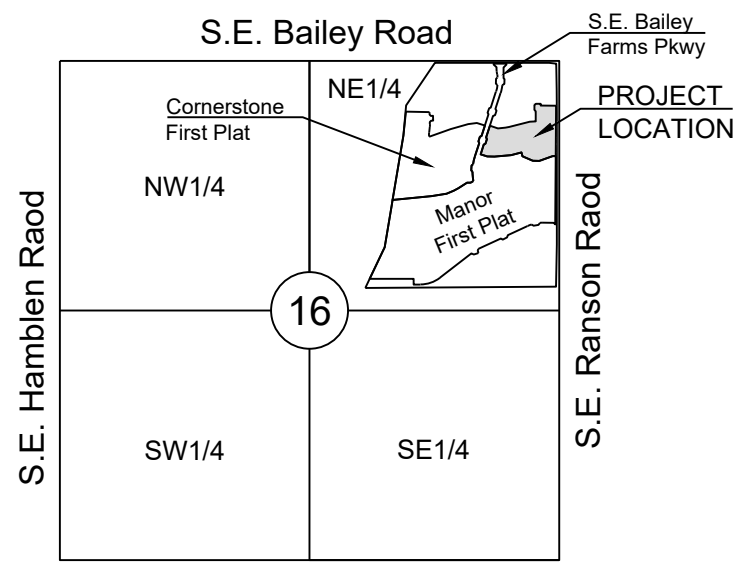 S.E. Bailey Road
S.E. Bailey
Farms Pkwy
NE1/4
PROJECT
LOCATION
Cornerstone
First Plat
NW1/4
Manor
First Plat
S.E. Hamblen Raod
S.E. Ranson Raod
16
SW1/4
SE1/4